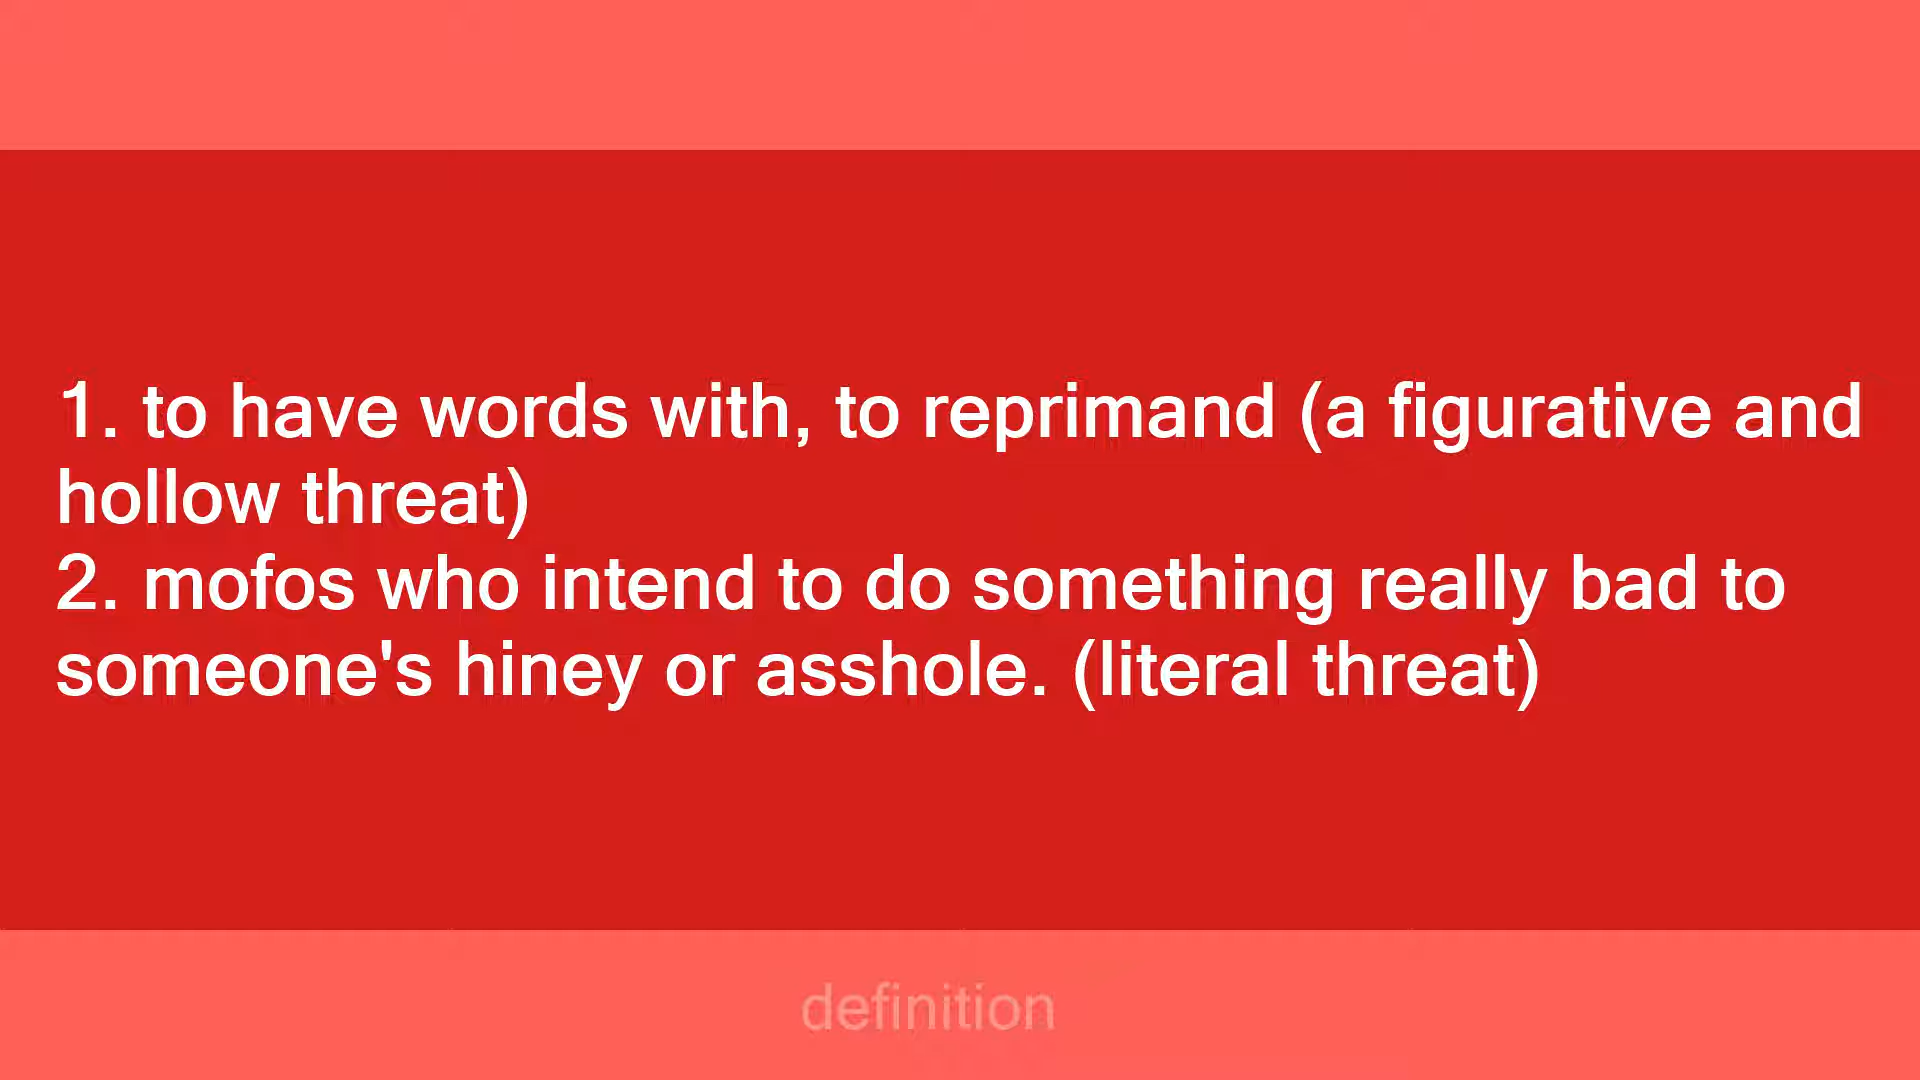 1. to have words with, to reprimand (a figurative and
hollow threat)
2. mofos who intend to do something really bad to
someone's hiney or asshole. (literal threat)
definition